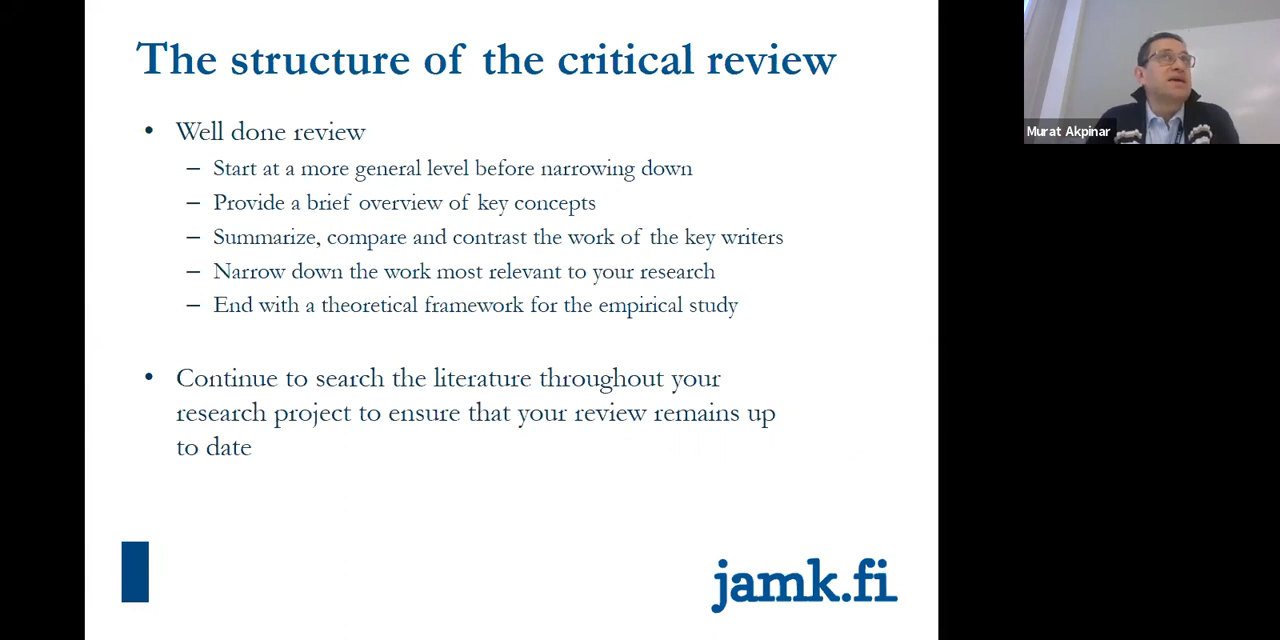 The structure of the critical review
• Well done review
– Start at a more general level before narrowing down
– Provide a brief overview of key concepts
– Summarize, compare and contrast the work of the key writers
– Narrow down the work most relevant to your research
– End with a theoretical framework for the empirical study
• Continue to search the literature throughout your
research project to ensure that your review remains up
to date
jamk.fi
Murat Akpinar